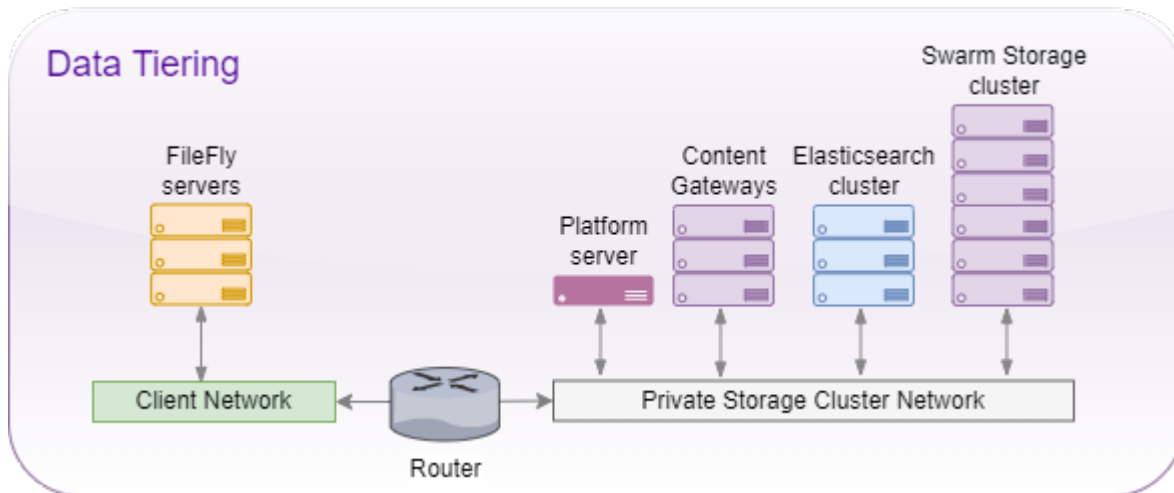 Data Tiering
Swarm Storage
cluster
FileFly
servers
Content
Gateways
Elasticsearch
cluster
Platform
server
Client Network
Private Storage Cluster Network
Router